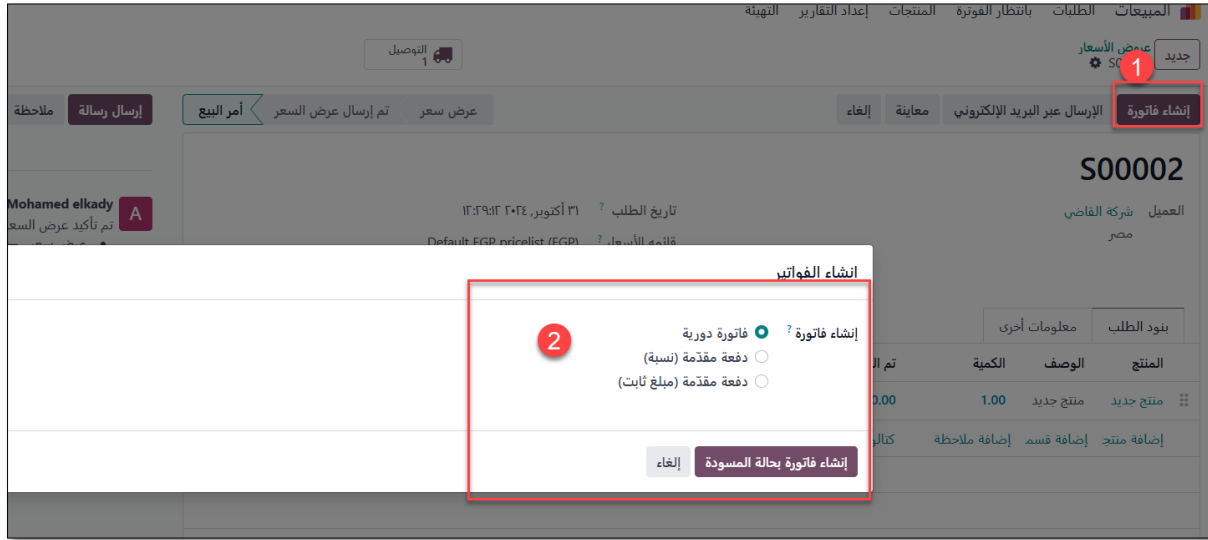 المبيعات الطلبات بانتظار الفوترة المنتجات إعداد التقارير التهيئة
جديد عروض الأسعار
التوصيل
1
1
إنشاء فاتورة الإرسال عبر البريد الإلكتروني معاينة إلغاء
عرض سعر تم إرسال عرض السعر أمر البيع
إرسال رسالة ملاحظة
S00002
العميل شركة القاضي
مصر
تاريخ الطلب ? ٣١ أكتوبر, ٢٠٢٤ ١٢:٢٩:١٢
قائمه الأسعار ? Default EGP pricelist (EGP)
A
Mohamed elkady
تم تأكيد عرض
انشاء الفواتير
إنشاء فاتورة ? فاتورة دورية
2
دفعة مقدّمة (نسبة)
دفعة مقدّمة (مبلغ ثابت)
إنشاء فاتورة بحالة المسودة إلغاء
بنود الطلب معلومات أخرى
المنتج الوصف الكمية تم
منتج جديد منتج جديد 1.00
إضافة منتج إضافة قسم إضافة ملاحظة